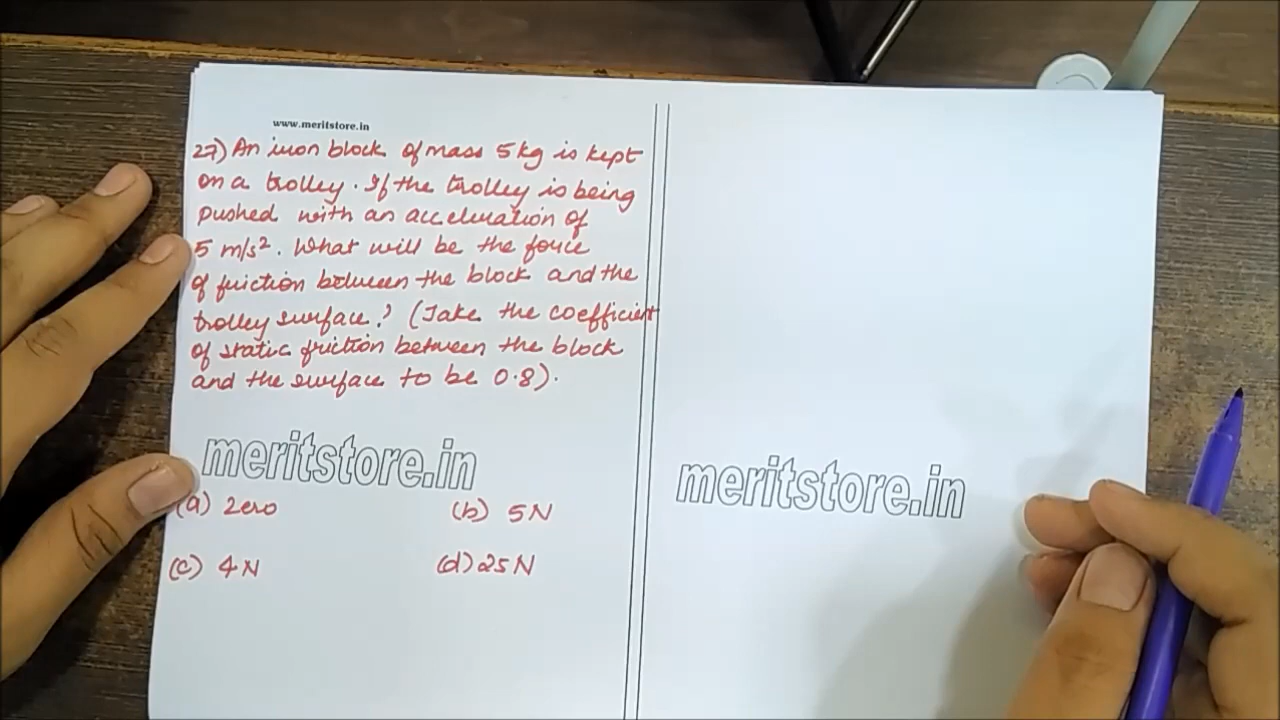 www.meritstore.in
27) An iron block of mass 5kg is kept
on a trolley. If the trolley is being
pushed with an acceleration of
5 m/s². What will be the force
of friction between the block and the
trolley surface? (Take the coefficient
of static friction between the block
and the surface to be 0.8).
meritstore.in
(a) Zero (b) 5N
(c) 4N (d) 25N
meritstore.in